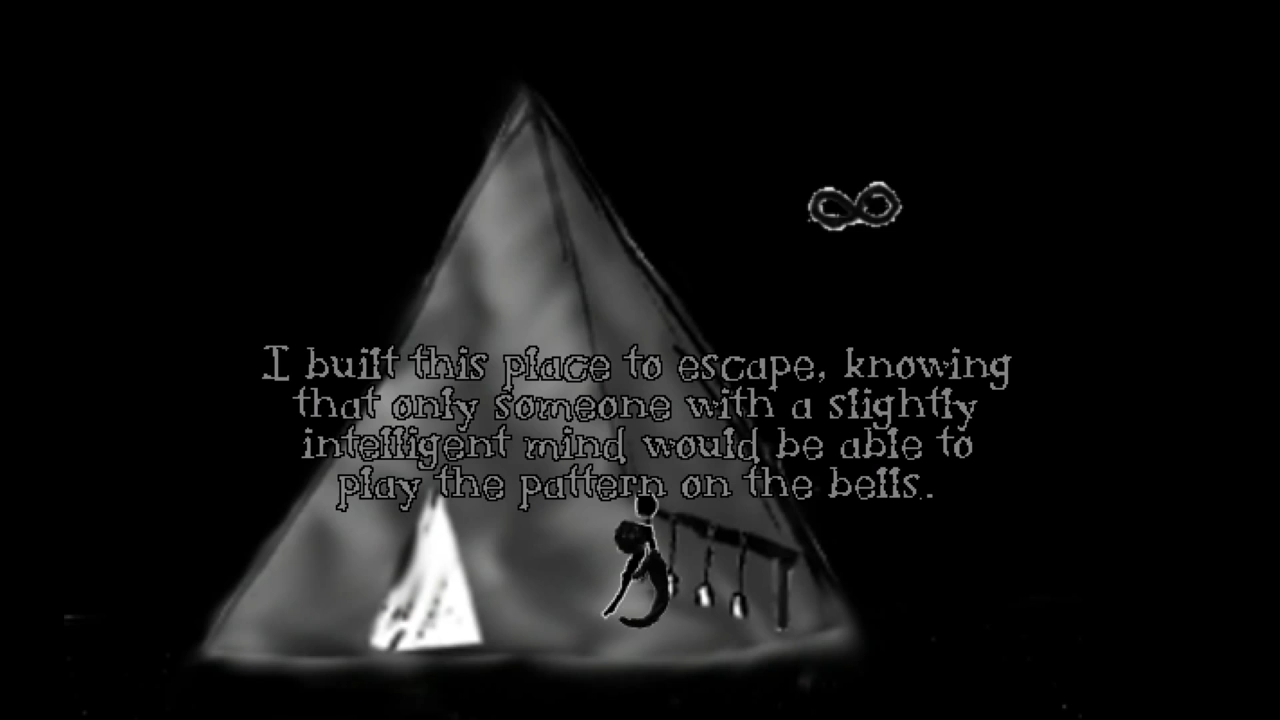 I built this place to escape, knowing
that only someone with a slightly
intelligent mind would be able to
play the pattern on the bells.